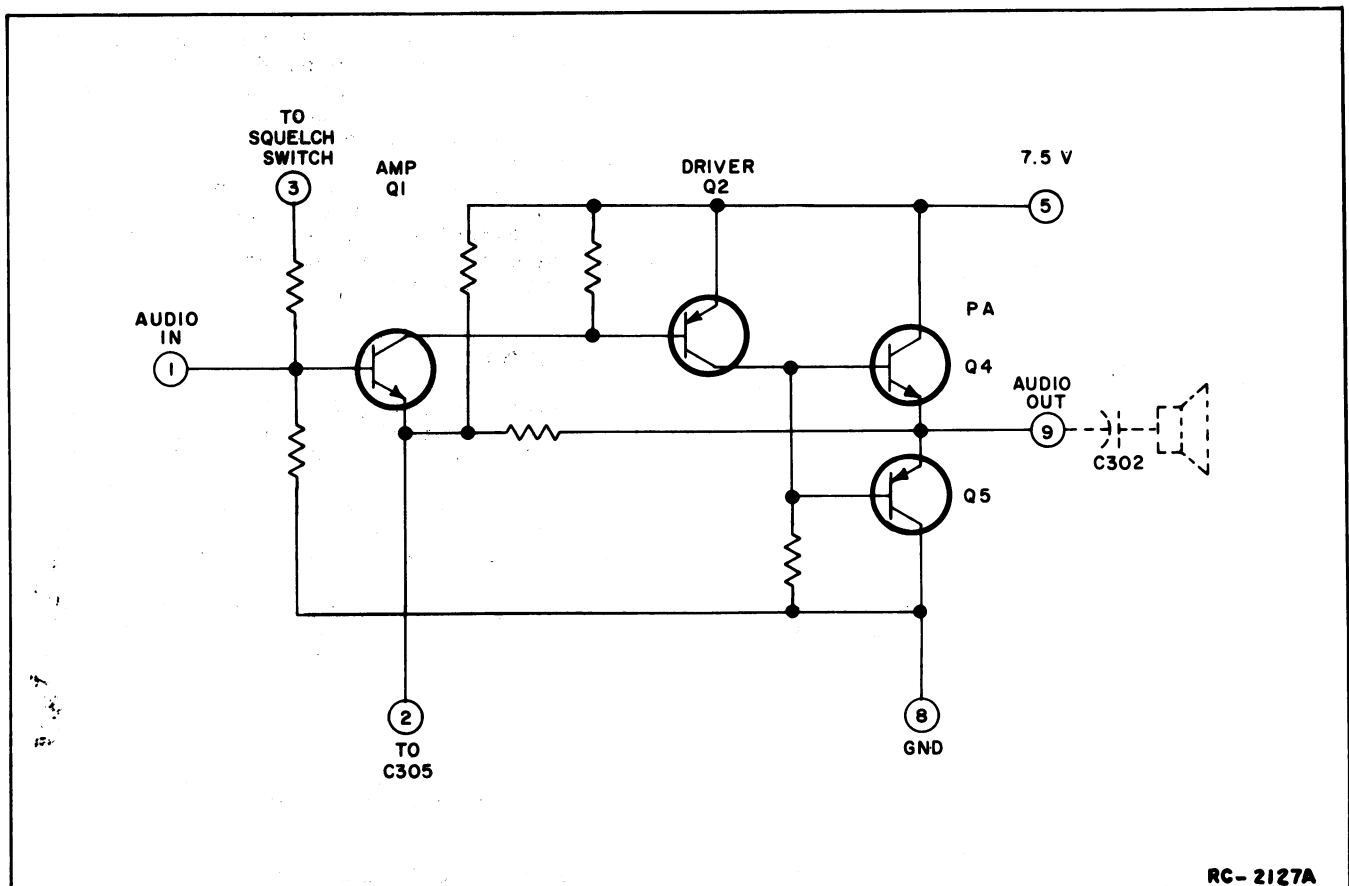 TO
SQUELCH
SWITCH
3
AMP
Q1
DRIVER
Q2
7.5 V
5
AUDIO
IN
1
PA
Q4
AUDIO
OUT
9
C302
Q5
2
TO
C305
8
GND
RC-2127A